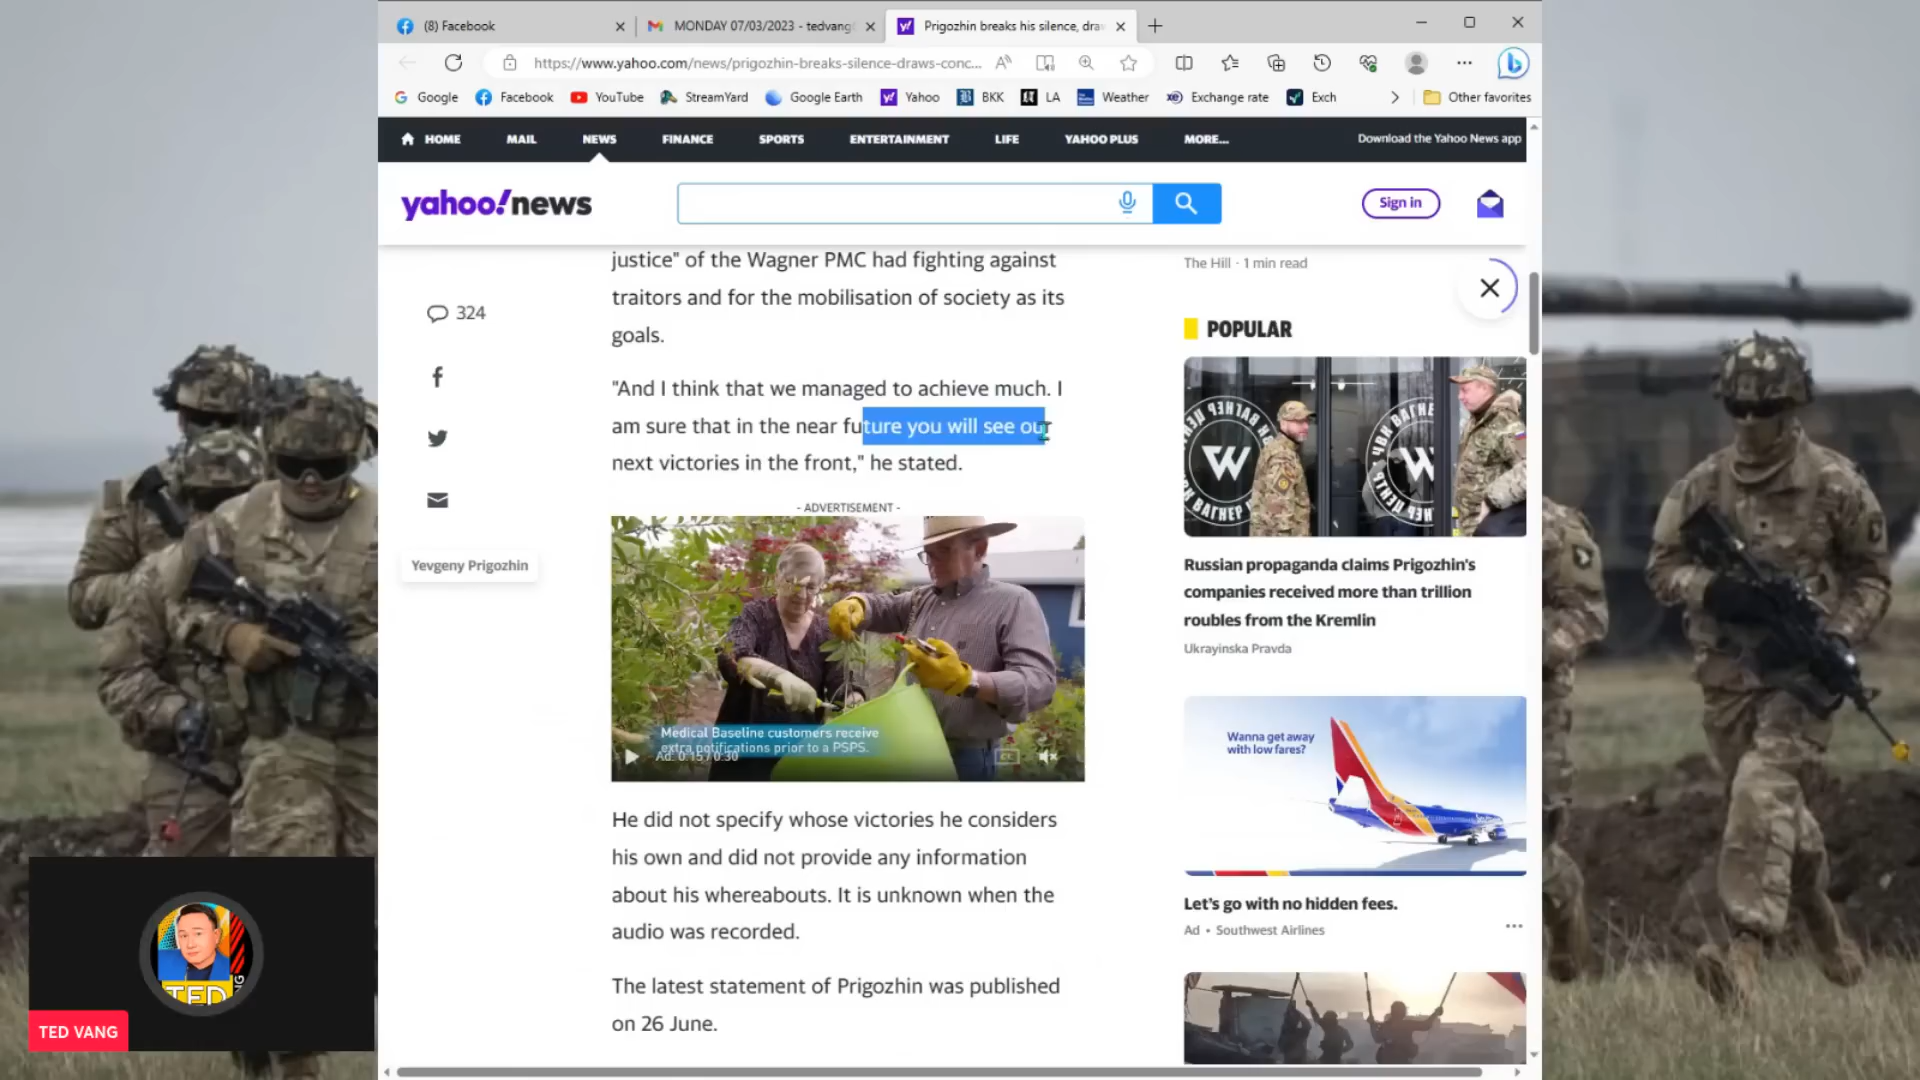 (8) Facebook
MONDAY 07/03/2023 - tedvang
Prigozhin breaks his silence, dra
https://www.yahoo.com/news/prigozhin-breaks-silence-draws-conc...
Google
Facebook
YouTube
StreamYard
Google Earth
Yahoo
BKK
LA
Weather
Exchange rate
Exch
Other favorites
HOME
MAIL
NEWS
FINANCE
SPORTS
ENTERTAINMENT
LIFE
YAHOO PLUS
MORE...
Download the Yahoo News app
yahoo!news
Sign in
justice" of the Wagner PMC had fighting against
traitors and for the mobilisation of society as its
goals.
"And I think that we managed to achieve much. I
am sure that in the near future you will see our
next victories in the front," he stated.
324
Yevgeny Prigozhin
- ADVERTISEMENT -
Medical Baseline customers receive
extra notifications prior to a PSPS.
Ad: 0:15 / 0:30
CC
He did not specify whose victories he considers
his own and did not provide any information
about his whereabouts. It is unknown when the
audio was recorded.
The latest statement of Prigozhin was published
on 26 June.
The Hill · 1 min read
POPULAR
Russian propaganda claims Prigozhin's
companies received more than trillion
roubles from the Kremlin
Ukrayinska Pravda
Wanna get away
with low fares?
Let's go with no hidden fees.
Ad • Southwest Airlines
TED
TED VANG